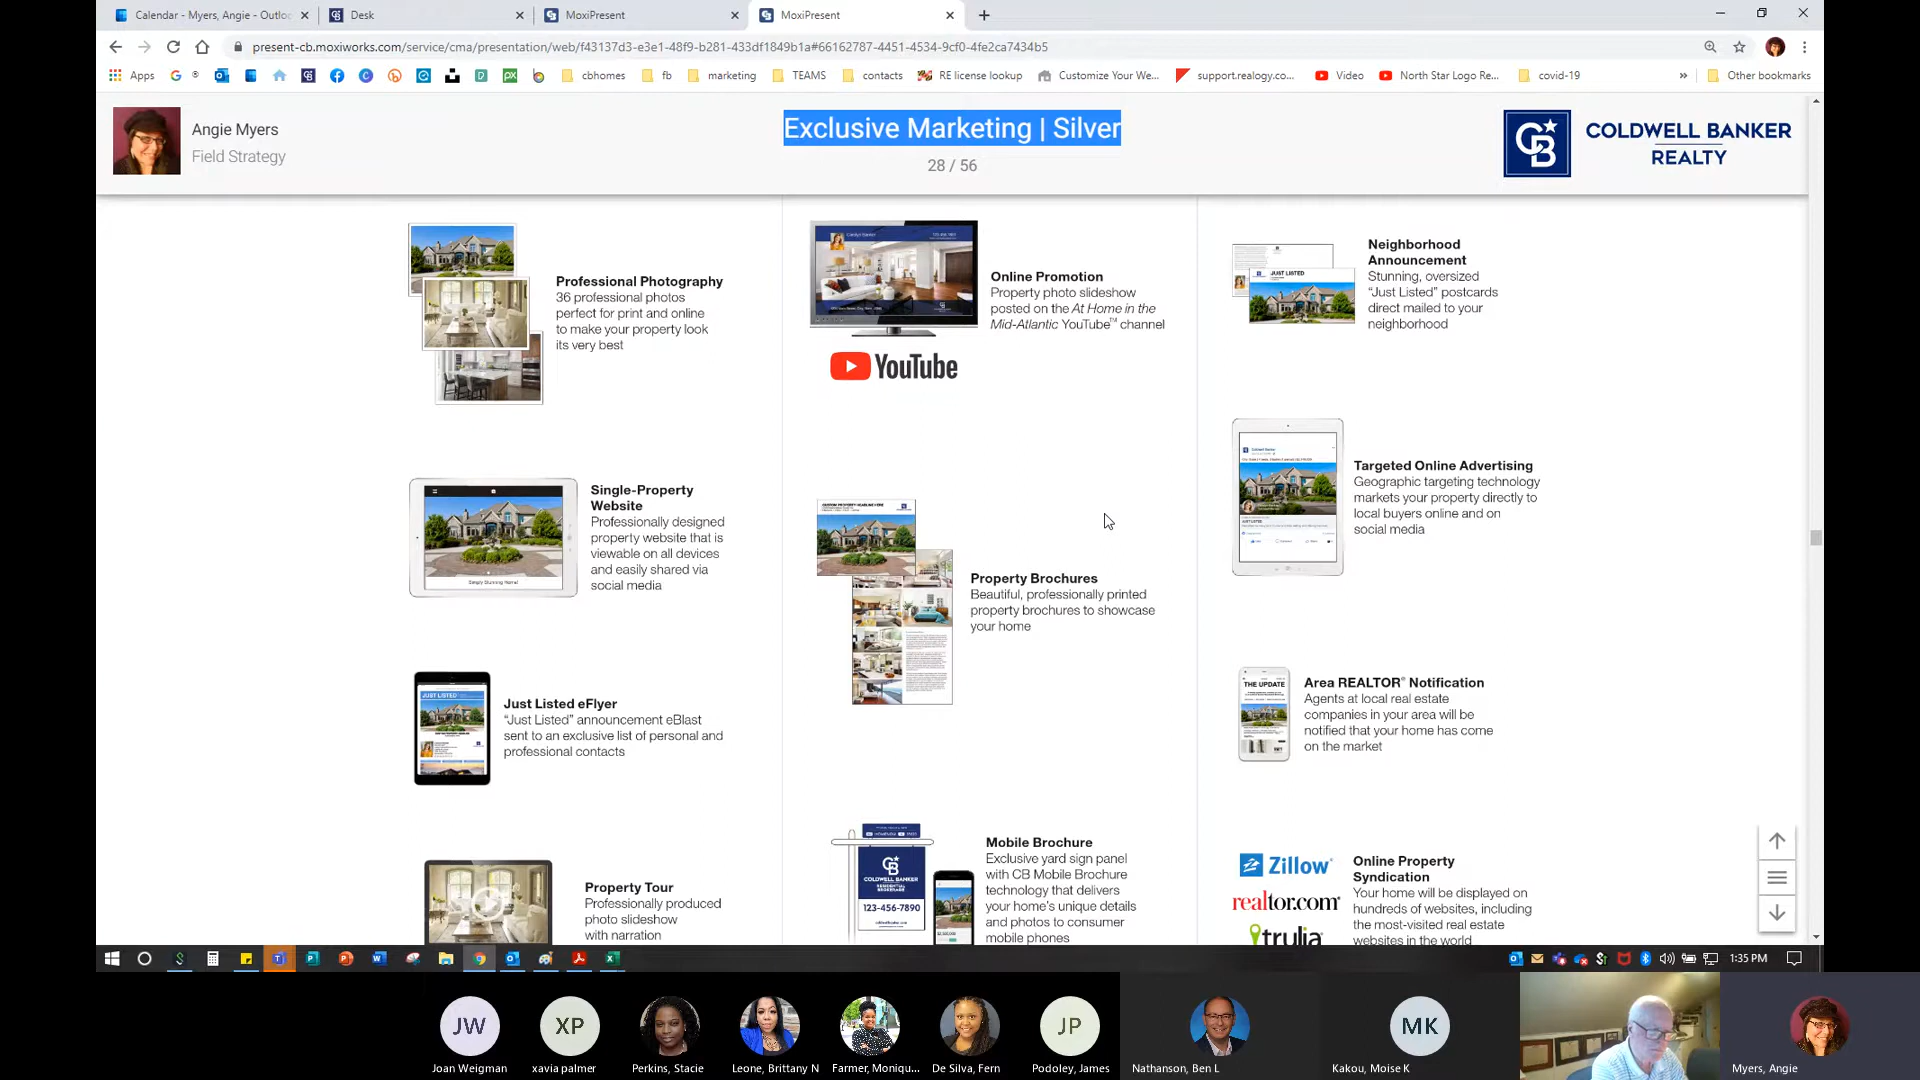 Calendar - Myers, Angie - Outlo
Desk
MoxiPresent
MoxiPresent
present-cb.moxiworks.com/service/cma/presentation/web/f43137d3-e3e1-48f9-b281-433df1849b1a#66162787-4451-4534-9cf0-4fe2ca7434b5
Apps
cbhomes
fb
marketing
TEAMS
contacts
RE license lookup
Customize Your We...
support.realogy.co...
Video
North Star Logo Re...
covid-19
»
Other bookmarks
Angie Myers
Field Strategy
Exclusive Marketing | Silver
28 / 56
COLDWELL BANKER
REALTY
Professional Photography
36 professional photos
perfect for print and online
to make your property look
its very best
Single-Property
Website
Professionally designed
property website that is
viewable on all devices
and easily shared via
social media
Simply Stunning Home!
JUST LISTED
Just Listed eFlyer
“Just Listed” announcement eBlast
sent to an exclusive list of personal and
professional contacts
Property Tour
Professionally produced
photo slideshow
with narration
Online Promotion
Property photo slideshow
posted on the At Home in the
Mid-Atlantic YouTube™ channel
YouTube
Property Brochures
Beautiful, professionally printed
property brochures to showcase
your home
COLDWELL BANKER
RESIDENTIAL
BROKERAGE
123-456-7890
Mobile Brochure
Exclusive yard sign panel
with CB Mobile Brochure
technology that delivers
your home’s unique details
and photos to consumer
mobile phones
JUST LISTED
Neighborhood
Announcement
Stunning, oversized
“Just Listed” postcards
direct mailed to your
neighborhood
Targeted Online Advertising
Geographic targeting technology
markets your property directly to
local buyers online and on
social media
THE UPDATE
Area REALTOR® Notification
Agents at local real estate
companies in your area will be
notified that your home has come
on the market
Zillow®
realtor.com®
trulia
Online Property
Syndication
Your home will be displayed on
hundreds of websites, including
the most-visited real estate
websites in the world
1:35 PM
JW
XP
JP
MK
Joan Weigman
xavia palmer
Perkins, Stacie
Leone, Brittany N
Farmer, Moniqu...
De Silva, Fern
Podoley, James
Nathanson, Ben L
Kakou, Moise K
Myers, Angie